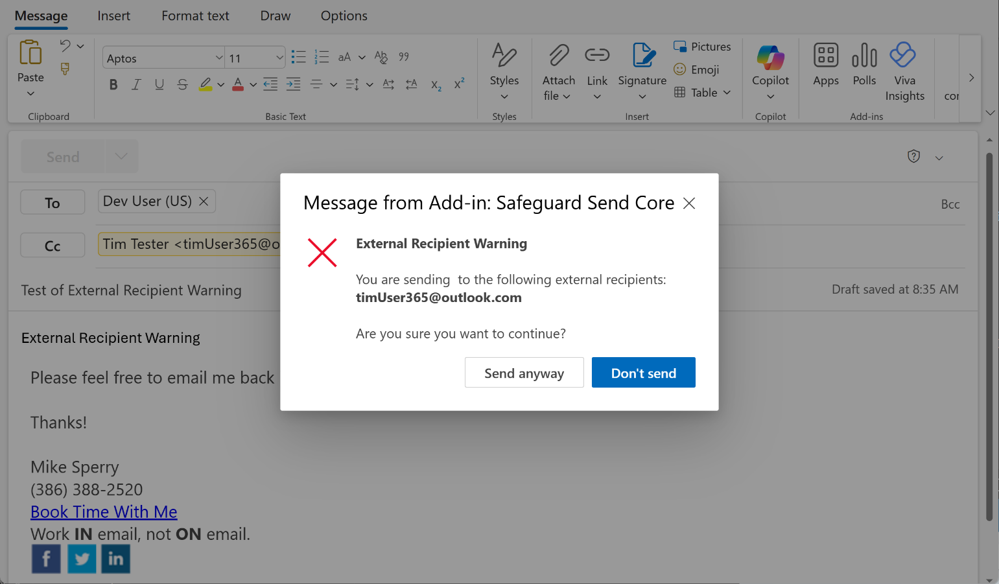 Message Insert Format text Draw Options
Paste
Clipboard
Aptos 11
Basic Text
Styles
Styles
Attach file
Link
Signature
Pictures
Emoji
Table
Insert
Copilot
Copilot
Apps
Polls
Viva Insights
Add-ins
Send
To Dev User (US) Bcc
Cc Tim Tester <timUser365@o
Test of External Recipient Warning Draft saved at 8:35 AM
Message from Add-in: Safeguard Send Core
External Recipient Warning
You are sending  to the following external recipients:
timUser365@outlook.com
Are you sure you want to continue?
Send anyway Don't send
External Recipient Warning
Please feel free to email me back
Thanks!
Mike Sperry
(386) 388-2520
Book Time With Me
Work IN email, not ON email.